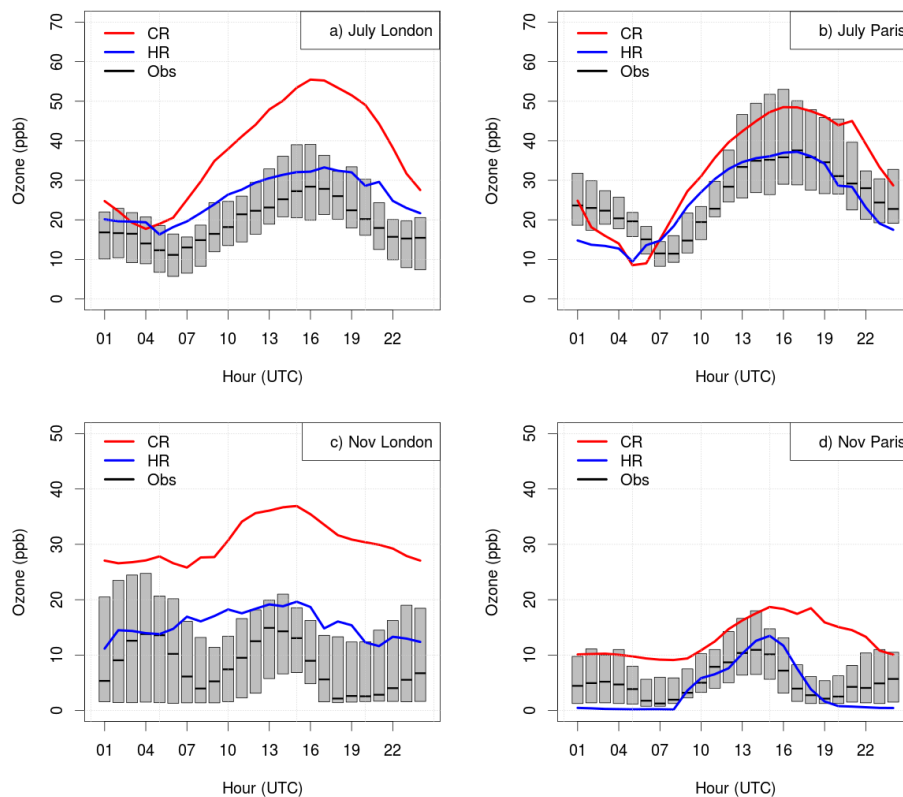 a) July London
CR
HR
Obs
Ozone (ppb)
70
60
50
40
30
20
10
0
01 04 07 10 13 16 19 22
Hour (UTC)
b) July Paris
CR
HR
Obs
Ozone (ppb)
70
60
50
40
30
20
10
0
01 04 07 10 13 16 19 22
Hour (UTC)
c) Nov London
CR
HR
Obs
Ozone (ppb)
50
40
30
20
10
0
01 04 07 10 13 16 19 22
Hour (UTC)
d) Nov Paris
CR
HR
Obs
Ozone (ppb)
50
40
30
20
10
0
01 04 07 10 13 16 19 22
Hour (UTC)